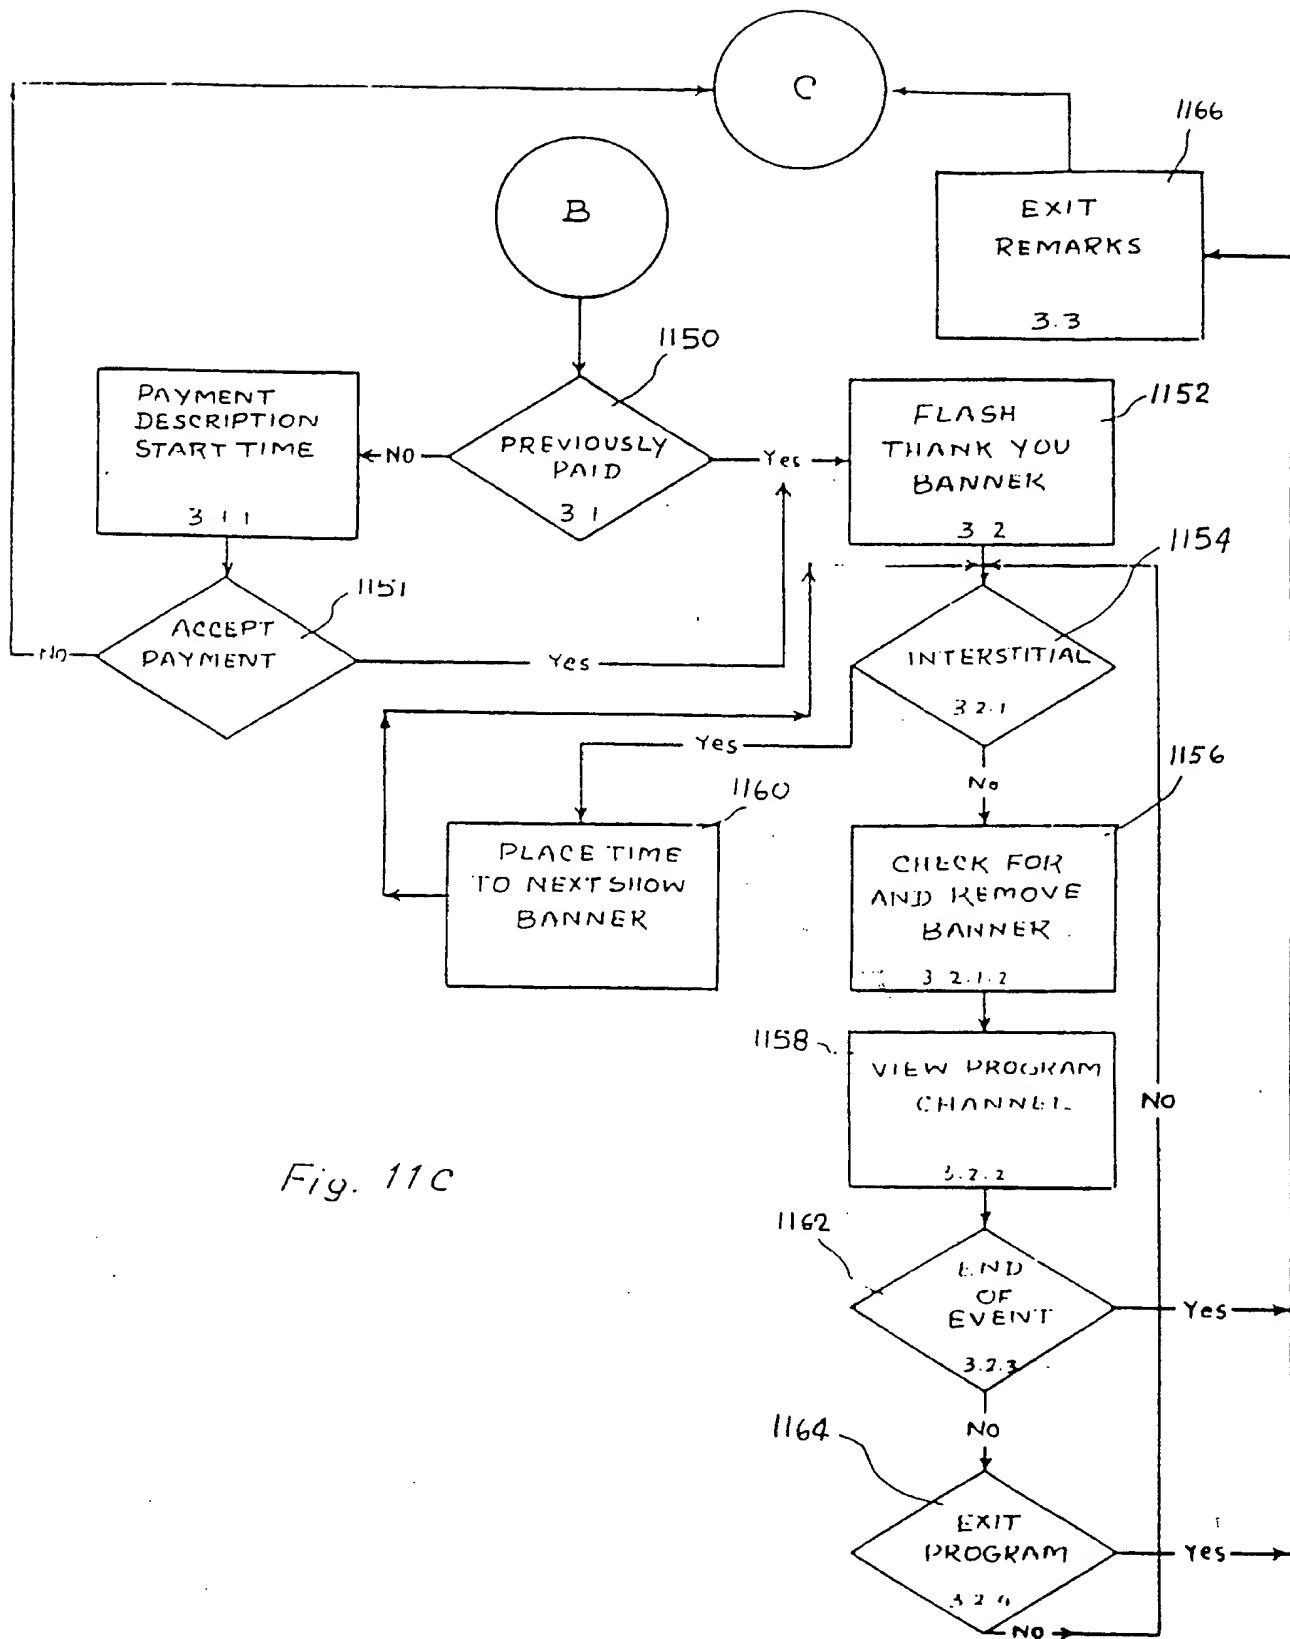 C
1166
EXIT
REMARKS
3.3
B
1150
PREVIOUSLY
PAID
3 1
NO
Yes
PAYMENT
DESCRIPTION
START TIME
3 1 1
1152
FLASH
THANK YOU
BANNER
3 2
1151
ACCEPT
PAYMENT
No
Yes
1154
INTERSTITIAL
3 2.1
Yes
No
1160
PLACE TIME
TO NEXT SHOW
BANNER
1156
CHECK FOR
AND REMOVE
BANNER
3 2.1.2
1158
VIEW PROGRAM
CHANNEL
3.2.2
NO
Fig. 11C
1162
END
OF
EVENT
3.2.3
Yes
NO
1164
EXIT
PROGRAM
3 2 4
Yes
NO